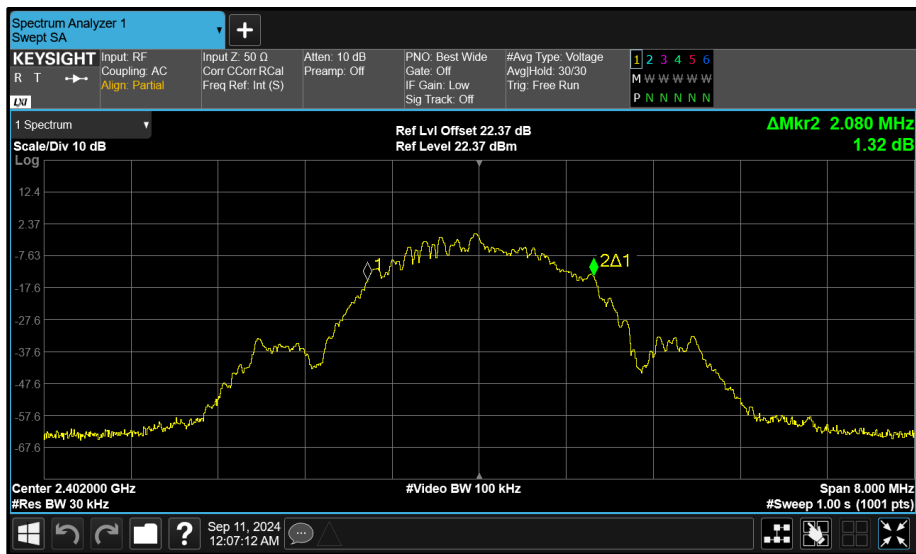 Spectrum Analyzer 1
Swept SA
+
KEYSIGHT
R T
LXI
Input: RF
Coupling: AC
Align: Partial
Input Z: 50 Ω
Corr CCorr RCal
Freq Ref: Int (S)
Atten: 10 dB
Preamp: Off
PNO: Best Wide
Gate: Off
IF Gain: Low
Sig Track: Off
#Avg Type: Voltage
Avg|Hold: 30/30
Trig: Free Run
1 2 3 4 5 6
M W W W W W
P N N N N N
1 Spectrum
Scale/Div 10 dB
Ref Lvl Offset 22.37 dB
Ref Level 22.37 dBm
ΔMkr2 2.080 MHz
1.32 dB
Log
12.4
2.37
-7.63
-17.6
-27.6
-37.6
-47.6
-57.6
-67.6
1
2Δ1
Center 2.402000 GHz
#Res BW 30 kHz
#Video BW 100 kHz
Span 8.000 MHz
#Sweep 1.00 s (1001 pts)
?
Sep 11, 2024
12:07:12 AM